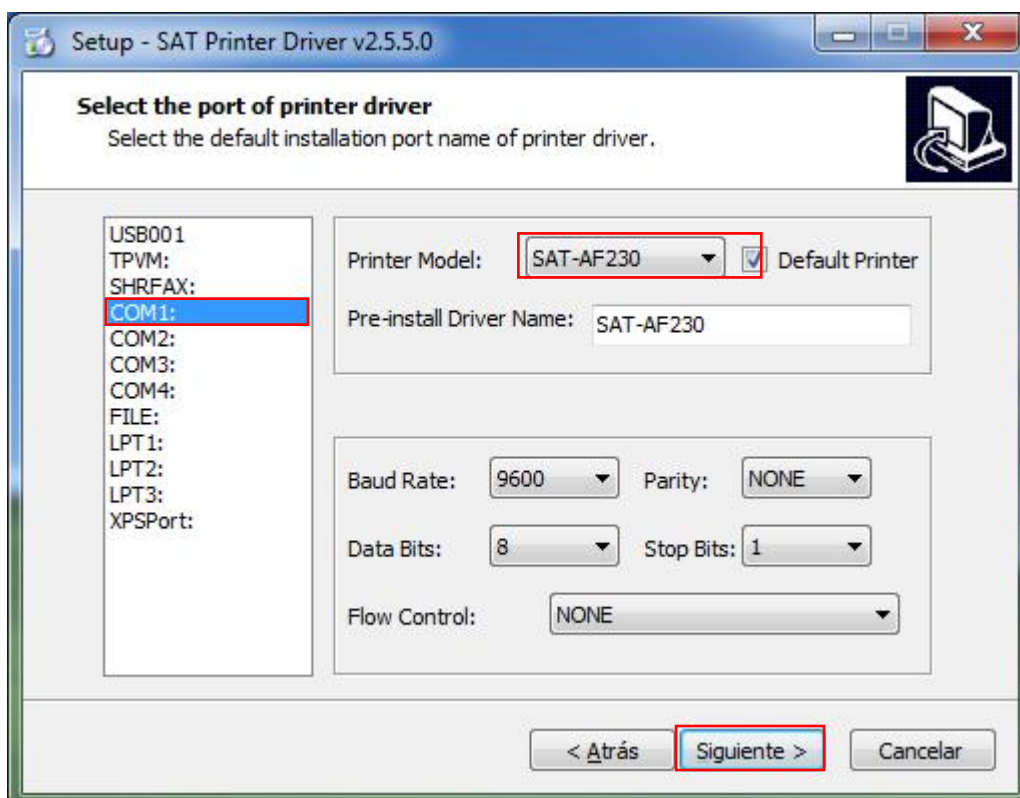 Setup - SAT Printer Driver v2.5.5.0
Select the port of printer driver
Select the default installation port name of printer driver.
USB001
TPVM:
SHRFAX:
COM1:
COM2:
COM3:
COM4:
FILE:
LPT1:
LPT2:
LPT3:
XPSPort:
Printer Model: SAT-AF230 Default Printer
Pre-install Driver Name: SAT-AF230
Baud Rate: 9600 Parity: NONE
Data Bits: 8 Stop Bits: 1
Flow Control: NONE
< Atrás Siguiente > Cancelar